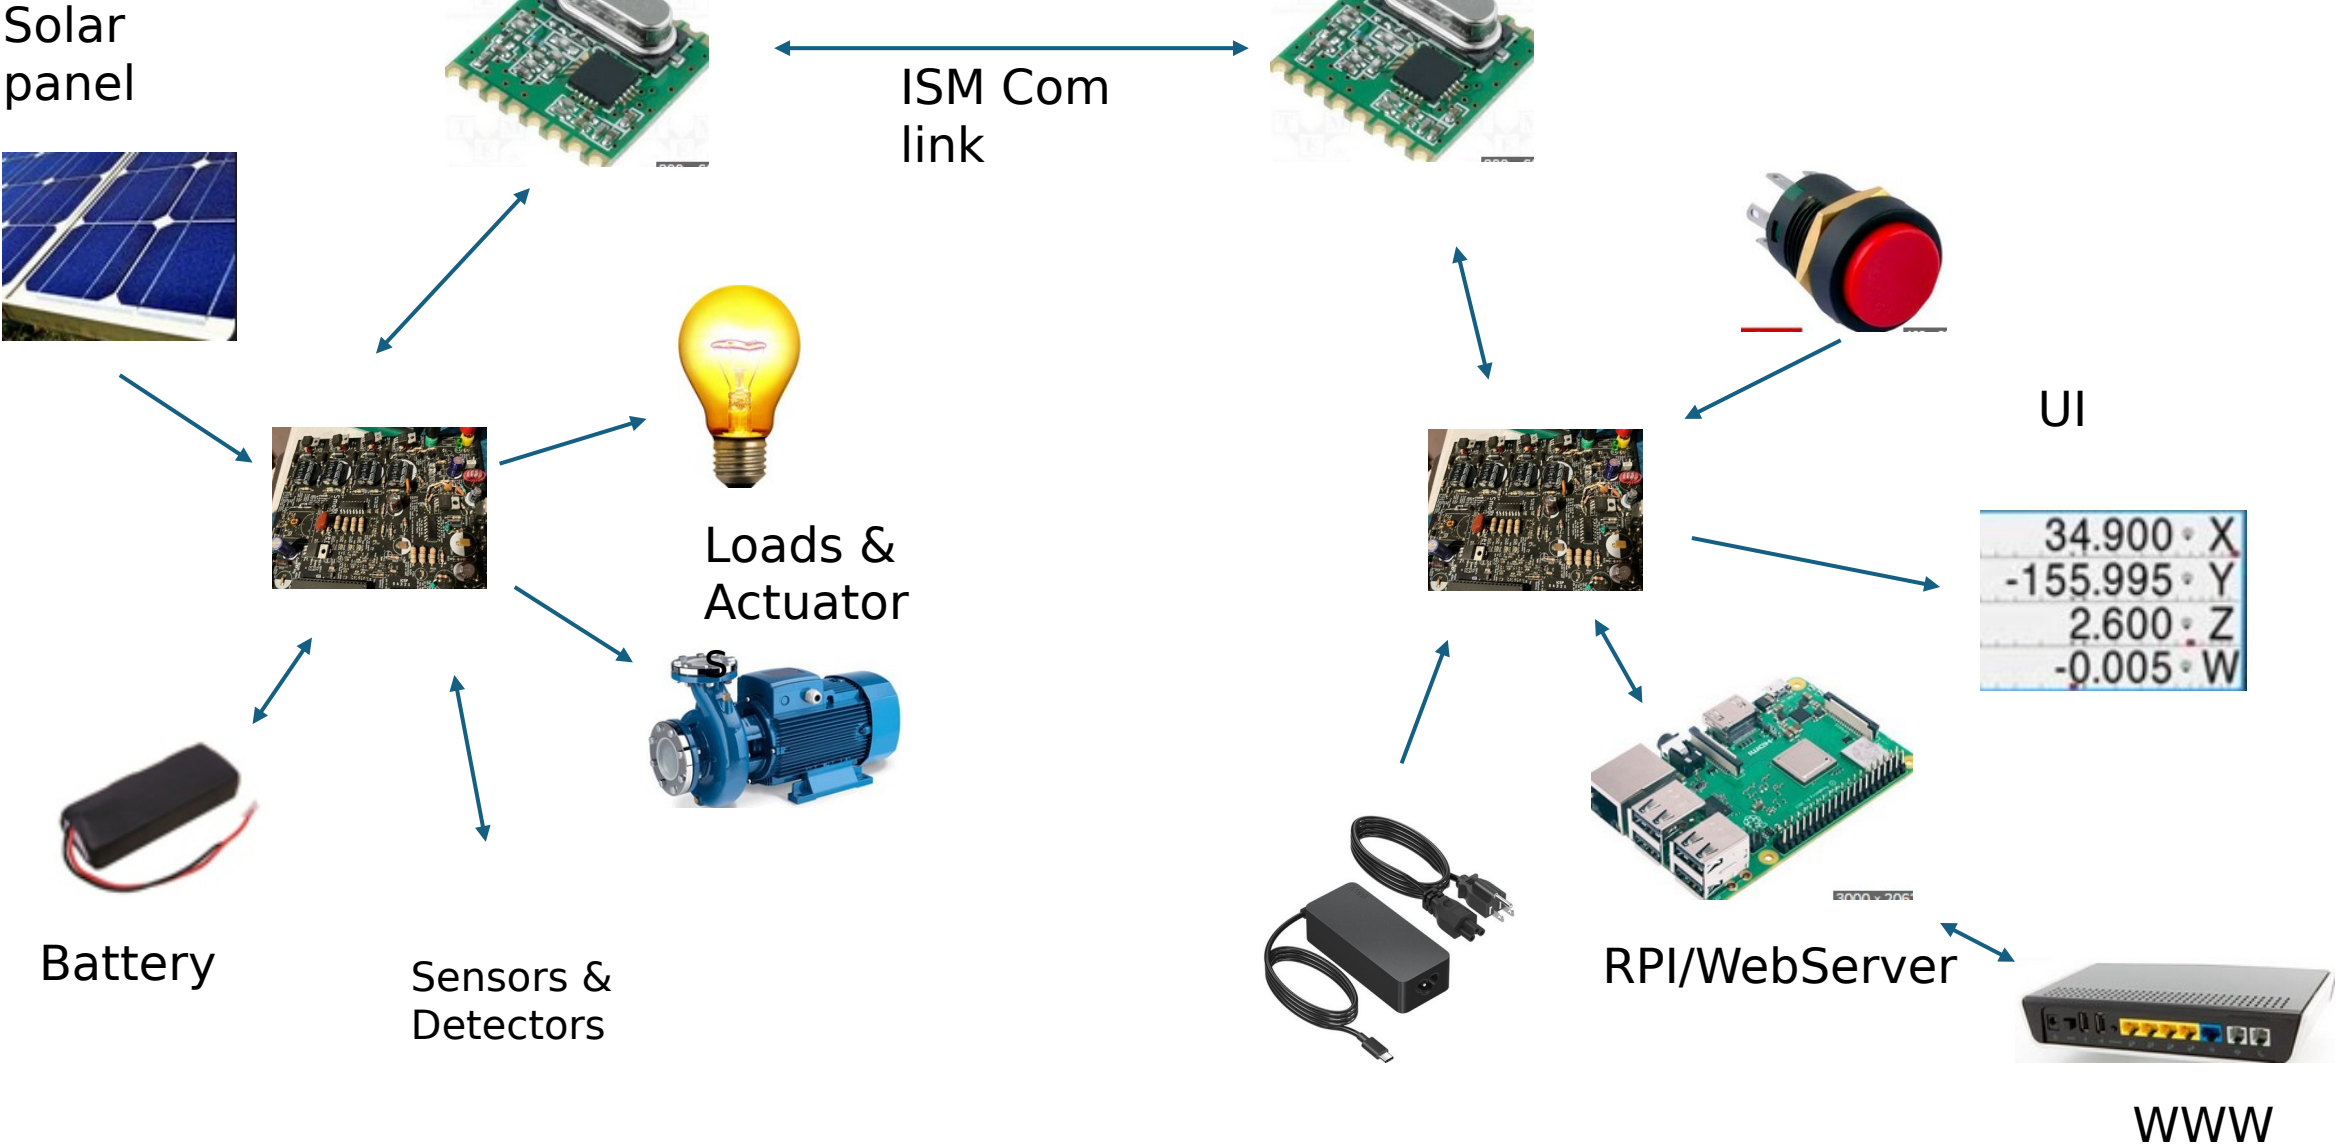 Solar
panel
ISM Com
link
UI
Loads &
Actuator
s
34.900 X
-155.995 Y
2.600 Z
-0.005 W
Battery
Sensors &
Detectors
RPI/WebServer
WWW